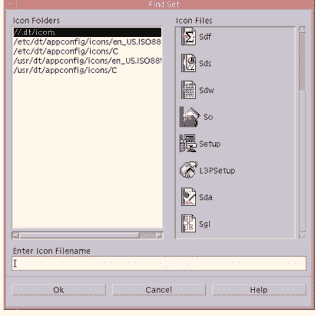 Find Set
Icon Folders
//.dt/icons
/etc/dt/appconfig/icons/en_US.ISO88
/etc/dt/appconfig/icons/C
/usr/dt/appconfig/icons/en_US.ISO885
/usr/dt/appconfig/icons/C
Icon Files
Sdf
Sds
Sdw
So
Setup
L3PSetup
Sda
Sgl
Enter Icon Filename
Ok
Cancel
Help